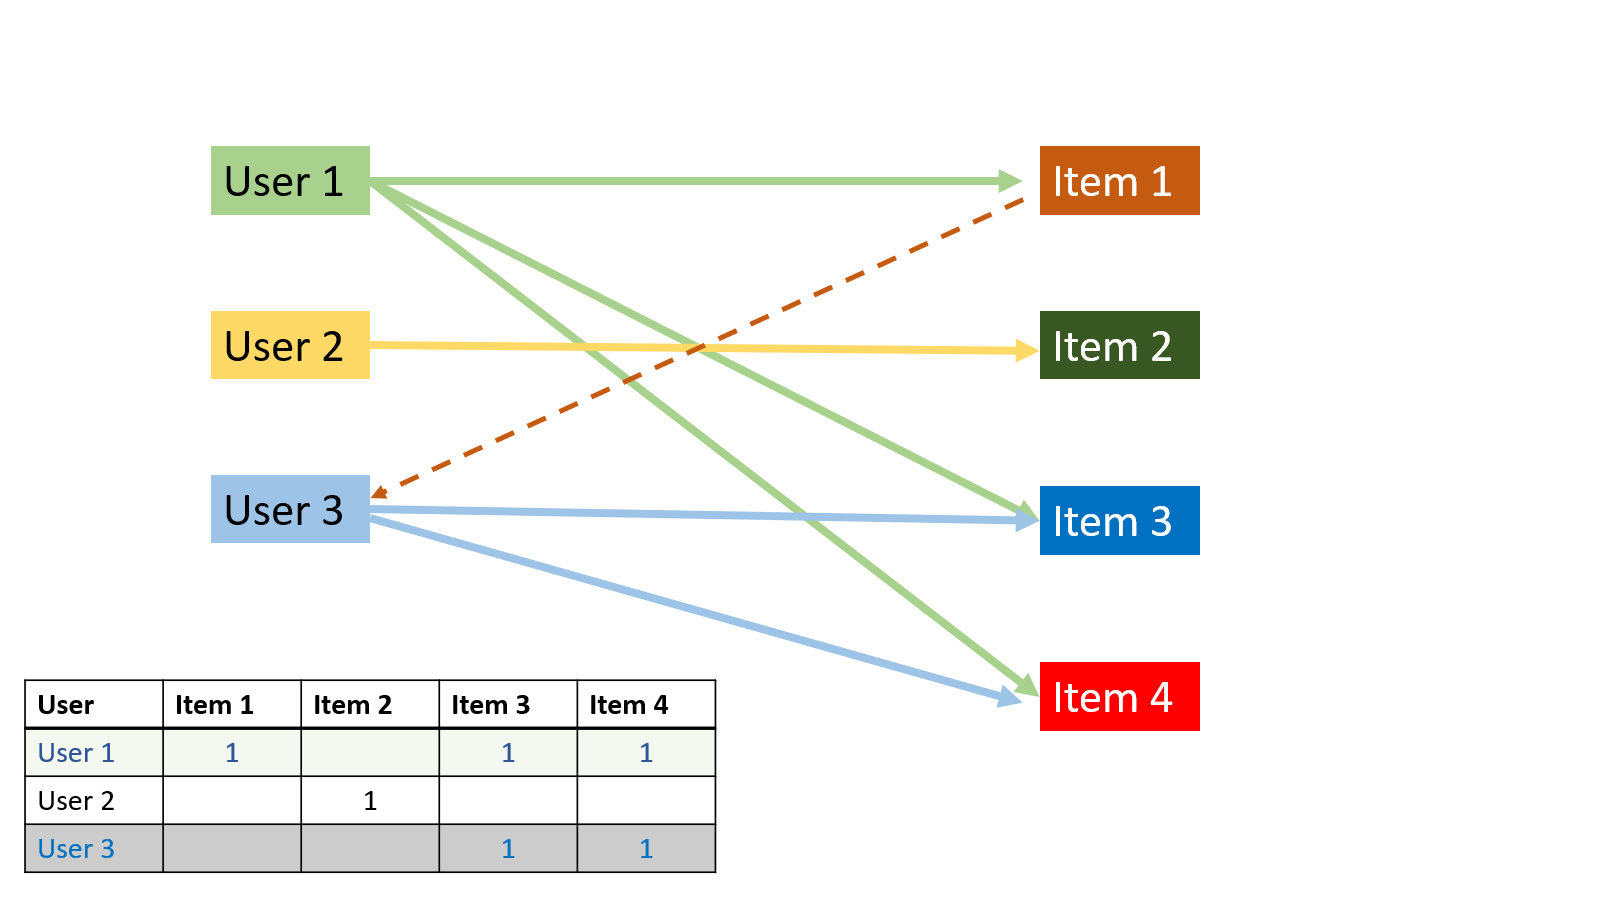 User 1
Item 1
User 2
Item 2
User 3
Item 3
Item 4
User Item 1 Item 2 Item 3 Item 4
User 1 1 1 1
User 2 1
User 3 1 1